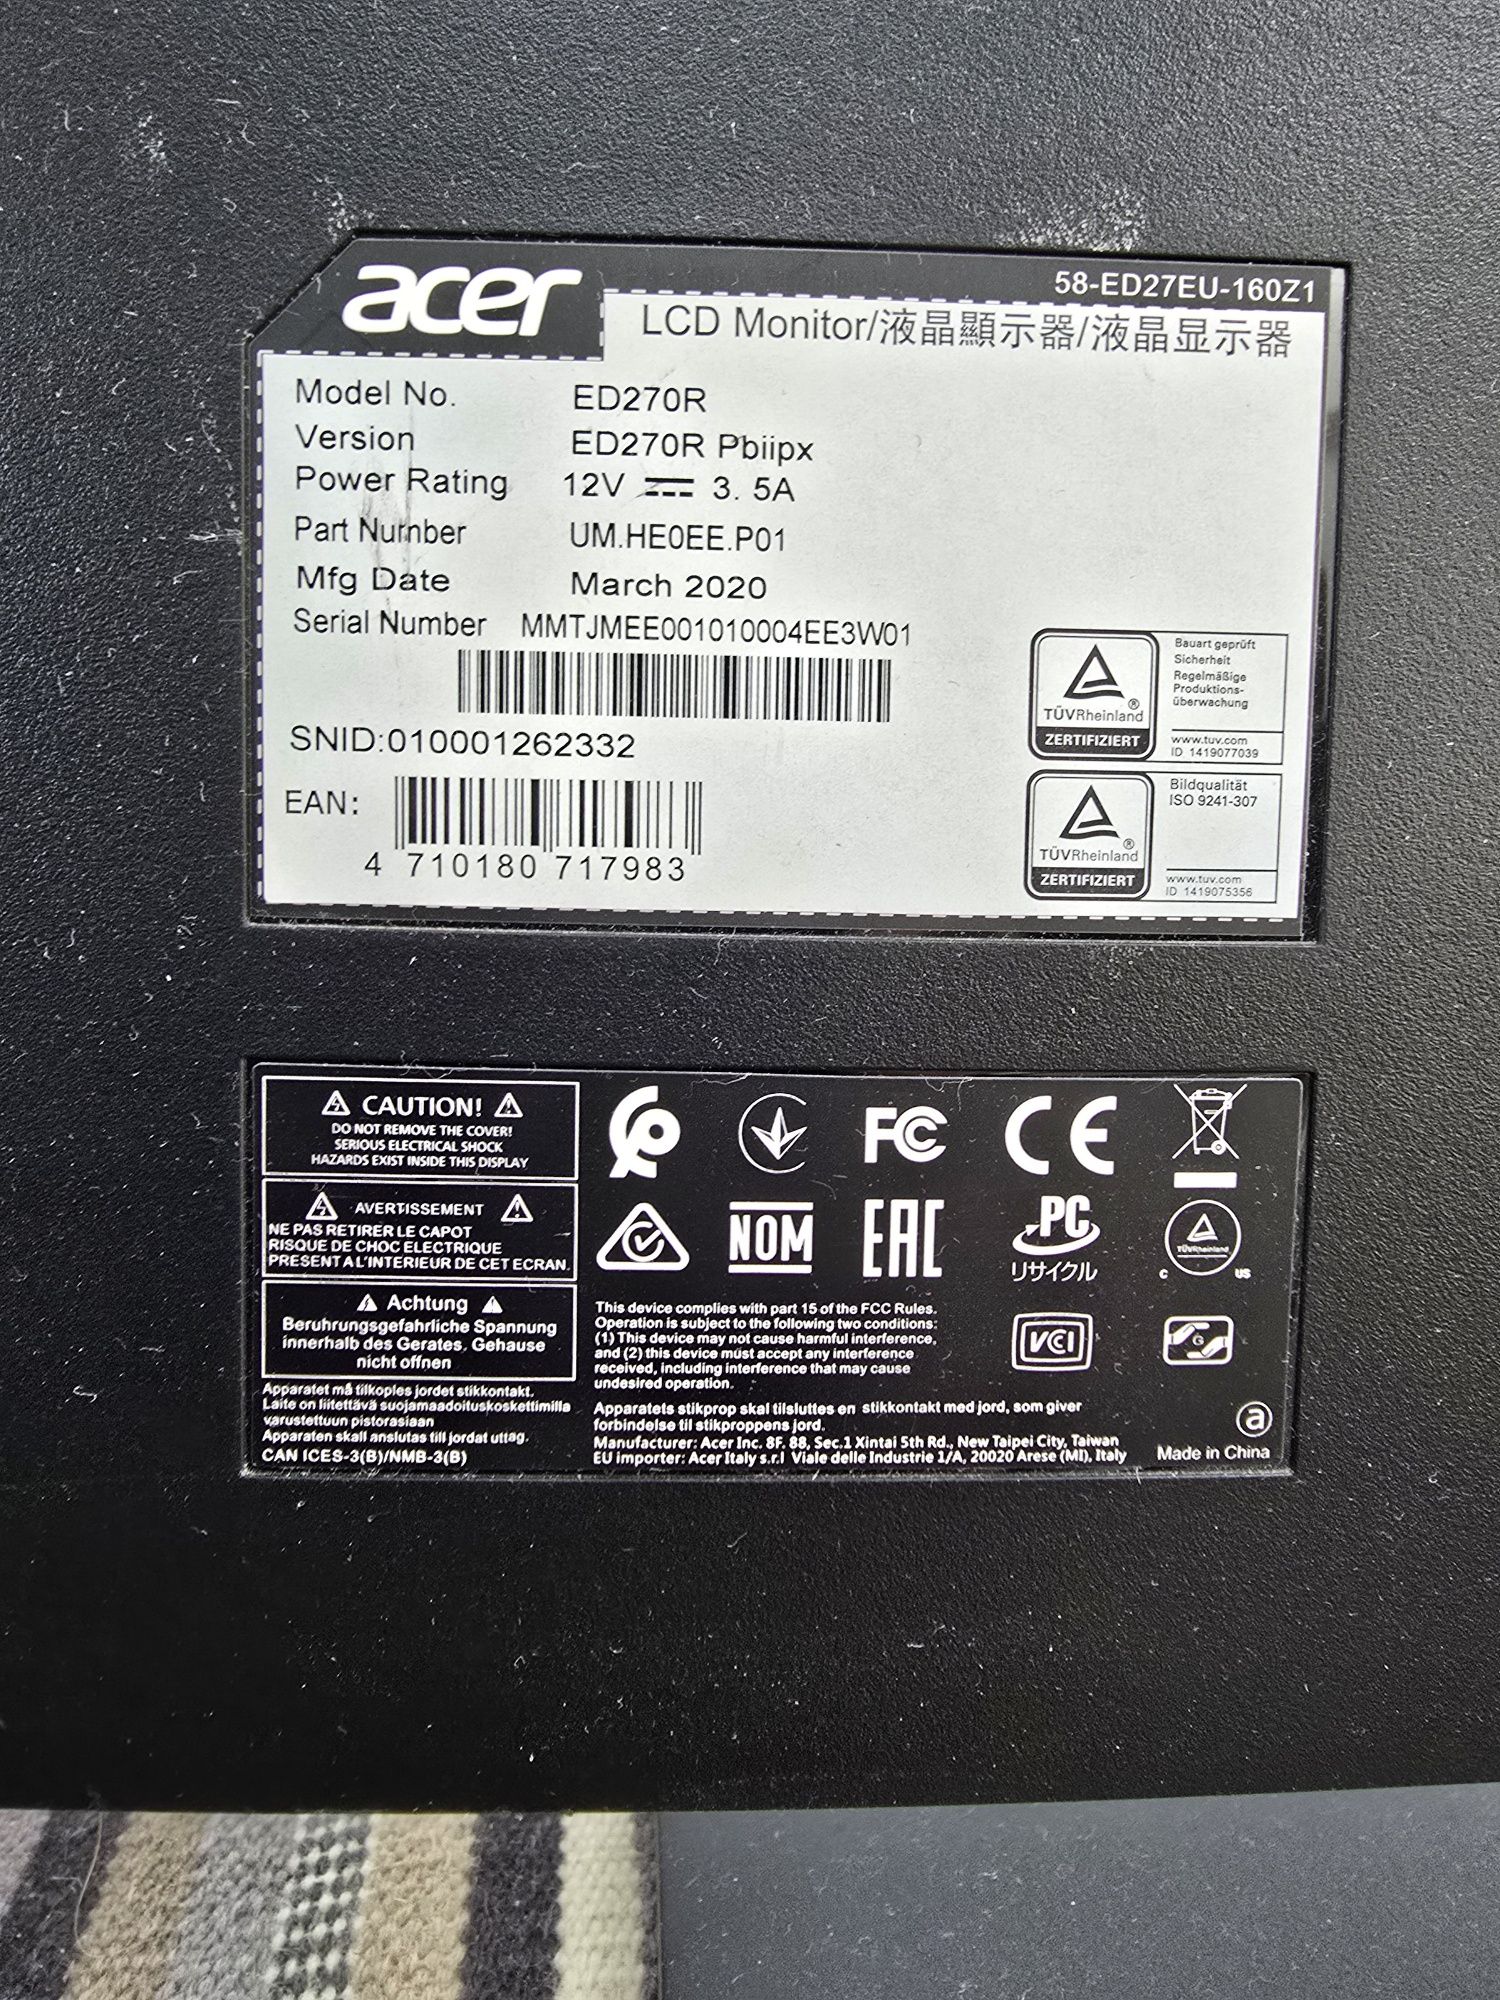 acer
58-ED27EU-160Z1
LCD Monitor/液晶顯示器/液晶显示器
Model No. ED270R
Version ED270R Pbiipx
Power Rating 12V ⎓ 3. 5A
Part Number UM.HE0EE.P01
Mfg Date March 2020
Serial Number MMTJMEE001010004EE3W01
SNID:010001262332
EAN:
4 710180 717983
Bauart geprüft
Sicherheit
Regelmäßige
Produktions-
überwachung
TÜVRheinland®
ZERTIFIZIERT
www.tuv.com
ID 1419077039
Bildqualität
ISO 9241-307
TÜVRheinland®
ZERTIFIZIERT
www.tuv.com
ID 1419075356
CAUTION!
DO NOT REMOVE THE COVER!
SERIOUS ELECTRICAL SHOCK
HAZARDS EXIST INSIDE THIS DISPLAY
AVERTISSEMENT
NE PAS RETIRER LE CAPOT
RISQUE DE CHOC ELECTRIQUE
PRESENT A L'INTERIEUR DE CET ECRAN.
Achtung
Beruhrungsgefahrliche Spannung
innerhalb des Gerates. Gehause
nicht offnen
Apparatet må tilkoples jordet stikkontakt.
Laite on liitettävä suojamaadoituskoskettimilla
varustettuun pistorasiaan
Apparaten skall anslutas till jordat uttag.
CAN ICES-3(B)/NMB-3(B)
FC CE
NOM EAC PC
リサイクル
TÜVRheinland
C US
This device complies with part 15 of the FCC Rules.
Operation is subject to the following two conditions:
(1) This device may not cause harmful interference,
and (2) this device must accept any interference
received, including interference that may cause
undesired operation.
VCCI
G
Apparatets stikprop skal tilsluttes en stikkontakt med jord, som giver
forbindelse til stikproppens jord.
Manufacturer: Acer Inc. 8F, 88, Sec.1 Xintai 5th Rd., New Taipei City, Taiwan
EU importer: Acer Italy s.r.l Viale delle Industrie 1/A, 20020 Arese (MI), Italy
a
Made in China